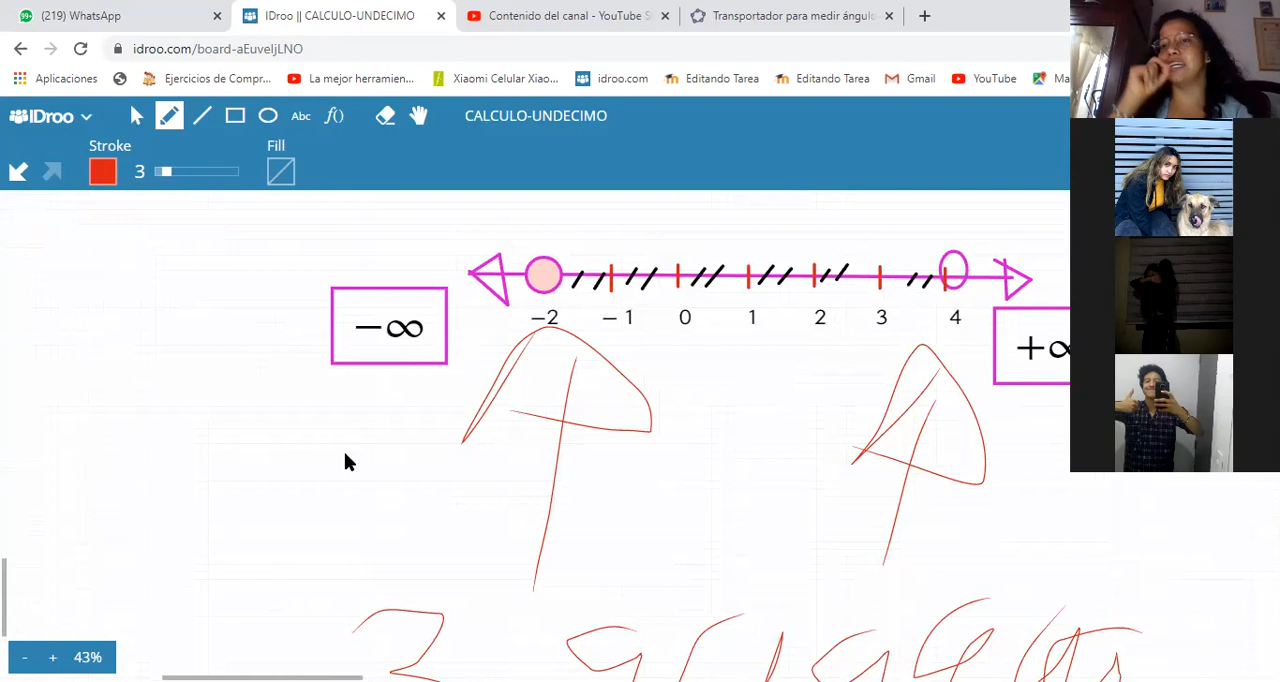 (219) WhatsApp
IDroo || CALCULO-UNDECIMO
Contenido del canal - YouTube S
Transportador para medir ángul
idroo.com/board-aEuveljLNO
Aplicaciones
Ejercicios de Compr...
La mejor herramien...
Xiaomi Celular Xiao...
idroo.com
Editando Tarea
Editando Tarea
Gmail
YouTube
Ma
IDroo
Abc
f()
CALCULO-UNDECIMO
Stroke
Fill
3
−2 − 1 0 1 2 3 4
−∞
+∞
- + 43%